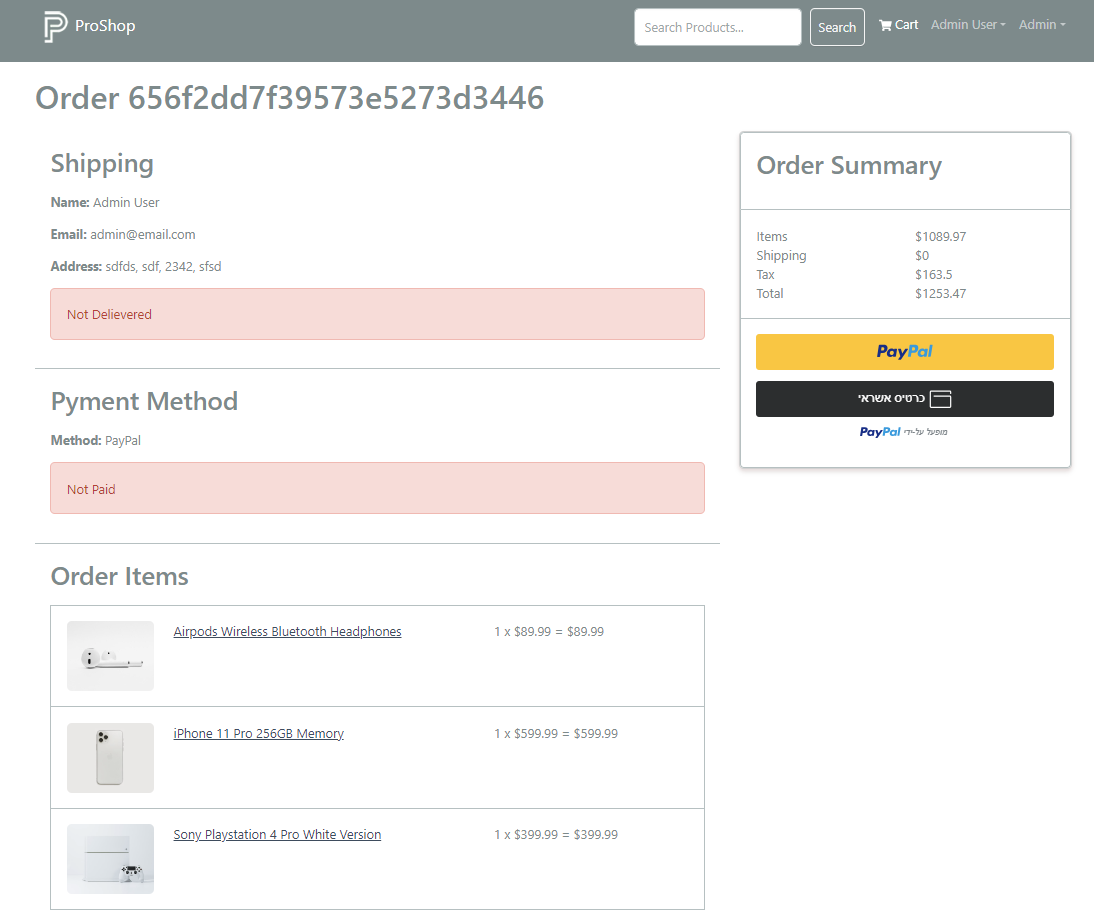 ProShop
Search Products...
Search
Cart
Admin User
Admin
Order 656f2dd7f39573e5273d3446
Shipping
Name: Admin User
Email: admin@email.com
Address: sdfds, sdf, 2342, sfsd
Not Delievered
Pyment Method
Method: PayPal
Not Paid
Order Items
Airpods Wireless Bluetooth Headphones 1 x $89.99 = $89.99
iPhone 11 Pro 256GB Memory 1 x $599.99 = $599.99
Sony Playstation 4 Pro White Version 1 x $399.99 = $399.99
Order Summary
Items $1089.97
Shipping $0
Tax $163.5
Total $1253.47
PayPal
כרטיס אשראי
מופעל על-ידי PayPal